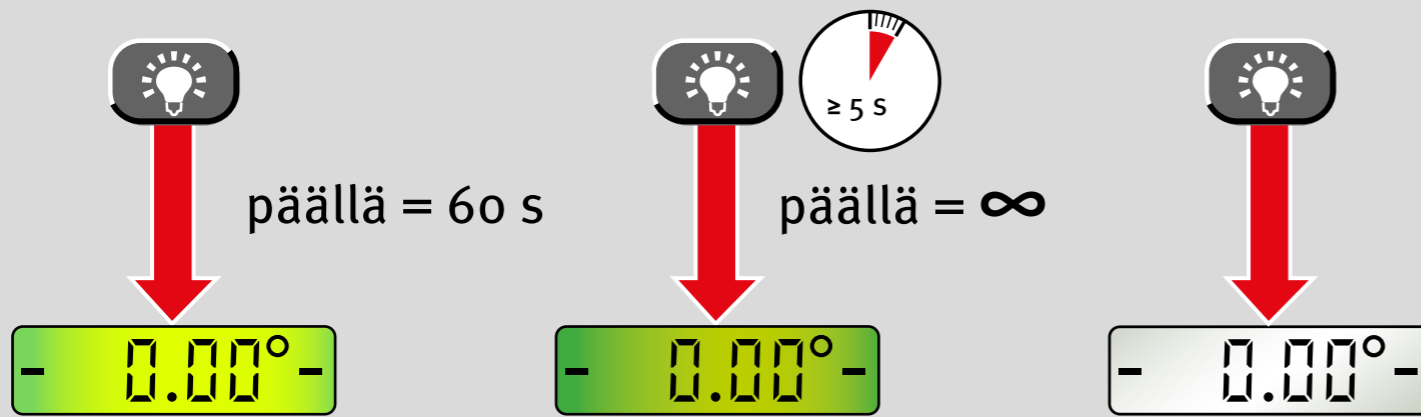 ≥ 5 s
päällä = 60 s
päällä = ∞
- 0.00° -
- 0.00° -
- 0.00° -